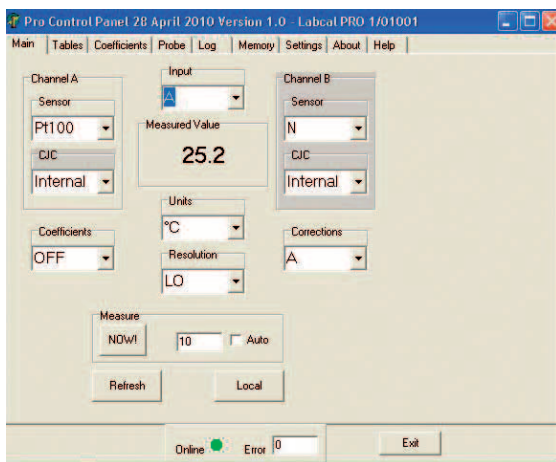 Pro Control Panel 28 April 2010 Version 1.0 - Labcal PRO 1/01001
Main Tables Coefficients Probe Log Memory Settings About Help
Channel A
Sensor
Pt100
CJC
Internal
Input
A
Measured Value
25.2
Channel B
Sensor
N
CJC
Internal
Units
°C
Coefficients
OFF
Resolution
LO
Corrections
A
Measure
NOW! 10 Auto
Refresh Local
Online Error 0 Exit